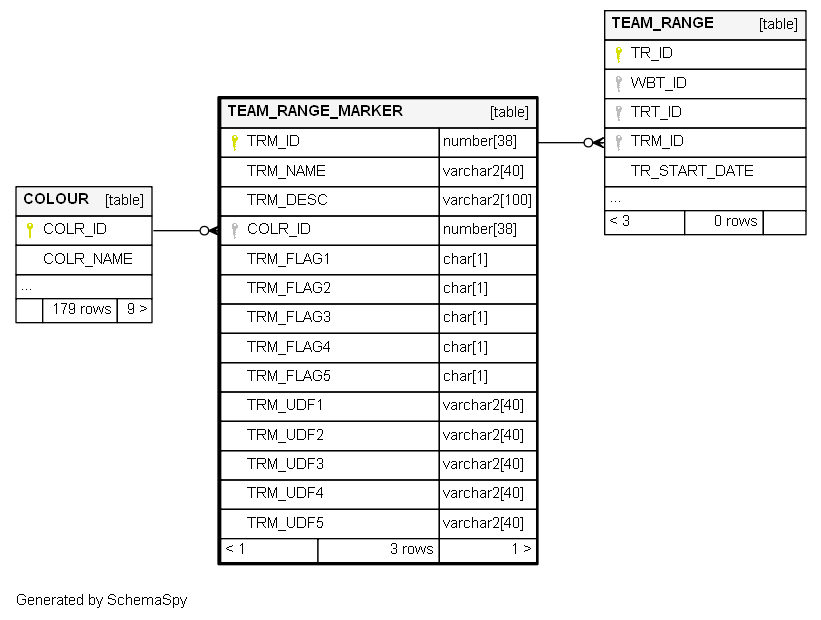 COLOUR [table]
COLR_ID
COLR_NAME
...
179 rows 9 >
TEAM_RANGE_MARKER [table]
TRM_ID number[38]
TRM_NAME varchar2[40]
TRM_DESC varchar2[100]
COLR_ID number[38]
TRM_FLAG1 char[1]
TRM_FLAG2 char[1]
TRM_FLAG3 char[1]
TRM_FLAG4 char[1]
TRM_FLAG5 char[1]
TRM_UDF1 varchar2[40]
TRM_UDF2 varchar2[40]
TRM_UDF3 varchar2[40]
TRM_UDF4 varchar2[40]
TRM_UDF5 varchar2[40]
< 1 3 rows 1 >
TEAM_RANGE [table]
TR_ID
WBT_ID
TRT_ID
TRM_ID
TR_START_DATE
...
< 3 0 rows
Generated by SchemaSpy